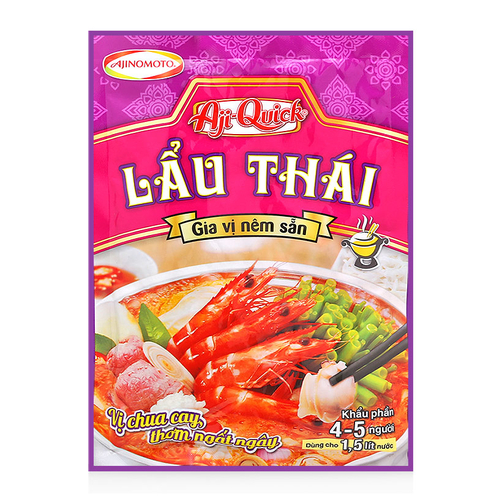 AJINOMOTO®
Aji-Quick®
LẨU THÁI
Gia vị nêm sẵn
Vị chua cay,
thơm ngất ngây
Khẩu phần
4-5 người
Dùng cho 1,5 lít nước